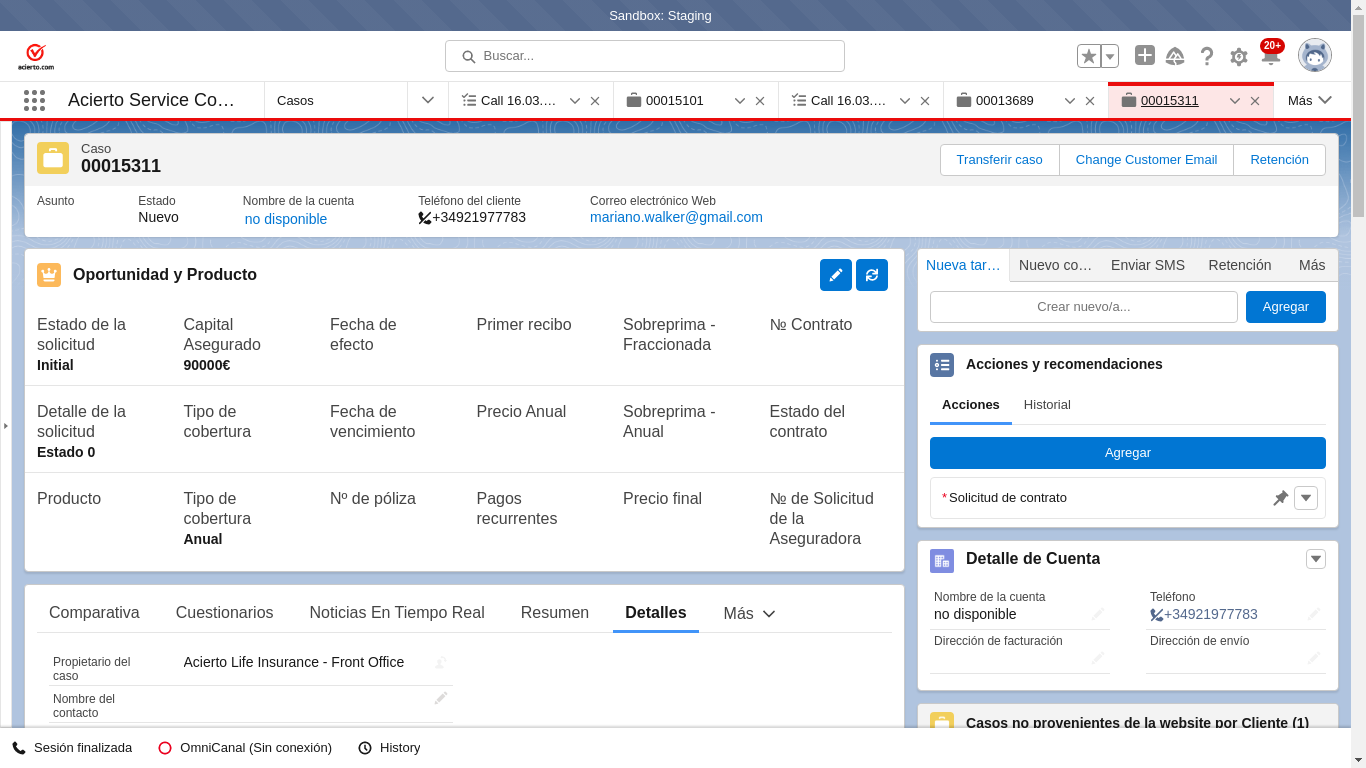 Sandbox: Staging
acierto.com
Buscar...
20+
Acierto Service Co…
Casos
Call 16.03.…
00015101
Call 16.03.…
00013689
00015311
Más
Caso
00015311
Transferir caso
Change Customer Email
Retención
Asunto
Estado
Nuevo
Nombre de la cuenta
no disponible
Teléfono del cliente
+34921977783
Correo electrónico Web
mariano.walker@gmail.com
Oportunidad y Producto
Estado de la
solicitud
Initial
Capital
Asegurado
90000€
Fecha de
efecto
Primer recibo
Sobreprima -
Fraccionada
№ Contrato
Detalle de la
solicitud
Estado 0
Tipo de
cobertura
Fecha de
vencimiento
Precio Anual
Sobreprima -
Anual
Estado del
contrato
Producto
Tipo de
cobertura
Anual
Nº de póliza
Pagos
recurrentes
Precio final
№ de Solicitud
de la
Aseguradora
Comparativa
Cuestionarios
Noticias En Tiempo Real
Resumen
Detalles
Más
Propietario del
caso
Acierto Life Insurance - Front Office
Nombre del
contacto
Nueva tar…
Nuevo co…
Enviar SMS
Retención
Más
Crear nuevo/a...
Agregar
Acciones y recomendaciones
Acciones
Historial
Agregar
*Solicitud de contrato
Detalle de Cuenta
Nombre de la cuenta
no disponible
Teléfono
+34921977783
Dirección de facturación
Dirección de envío
Casos no provenientes de la website por Cliente (1)
Sesión finalizada
OmniCanal (Sin conexión)
History